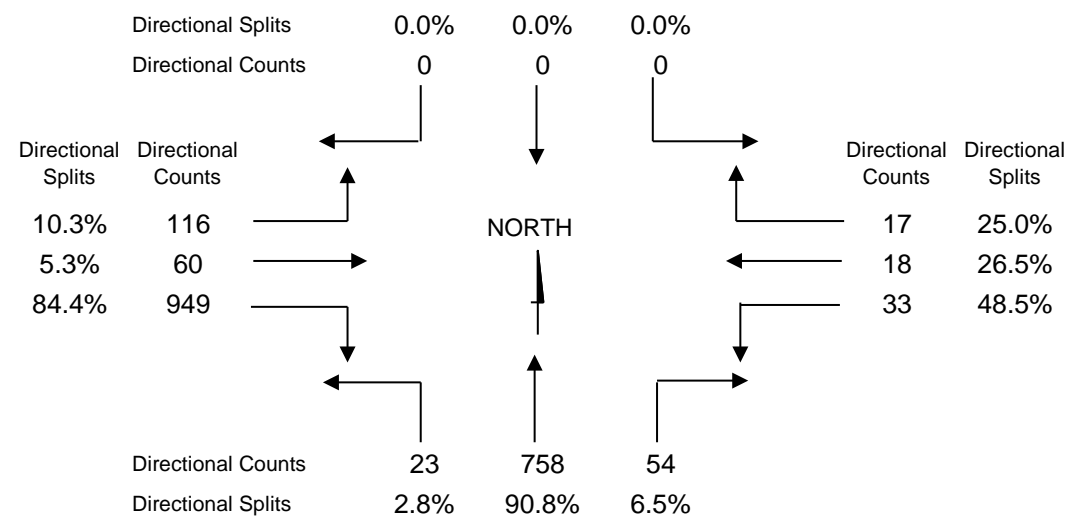 Directional Splits 0.0% 0.0% 0.0%
Directional Counts 0 0 0
Directional Directional Directional Directional
Splits Counts Counts Splits
10.3% 116 NORTH 17 25.0%
5.3% 60 18 26.5%
84.4% 949 33 48.5%
Directional Counts 23 758 54
Directional Splits 2.8% 90.8% 6.5%